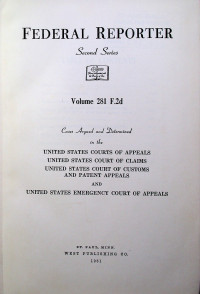 FEDERAL REPORTER
Second Series
Volume 281 F.2d
Cases Argued and Determined
in the
UNITED STATES COURTS OF APPEALS
UNITED STATES COURT OF CLAIMS
UNITED STATES COURT OF CUSTOMS
AND PATENT APPEALS
AND
UNITED STATES EMERGENCY COURT OF APPEALS
ST. PAUL, MINN.
WEST PUBLISHING CO.
1961